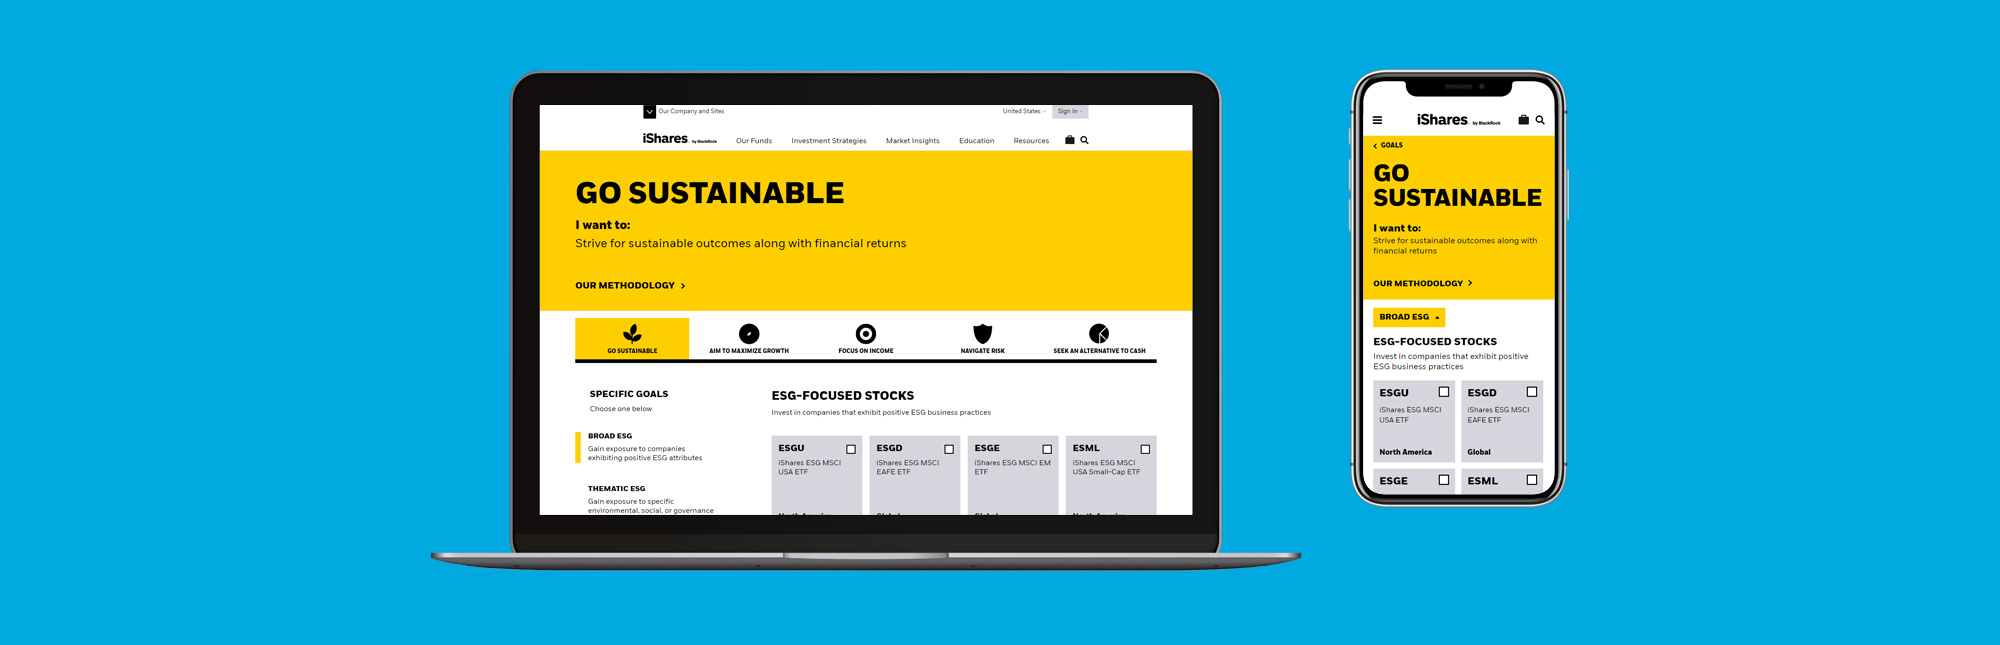 Our Company and Sites
United States
Sign In
iShares by BlackRock
Our Funds
Investment Strategies
Market Insights
Education
Resources
GO SUSTAINABLE
I want to:
Strive for sustainable outcomes along with financial returns
OUR METHODOLOGY
GO SUSTAINABLE
AIM TO MAXIMIZE GROWTH
FOCUS ON INCOME
NAVIGATE RISK
SEEK AN ALTERNATIVE TO CASH
SPECIFIC GOALS
Choose one below
BROAD ESG
Gain exposure to companies
exhibiting positive ESG attributes
THEMATIC ESG
Gain exposure to specific
environmental, social, or governance
ESG-FOCUSED STOCKS
Invest in companies that exhibit positive ESG business practices
ESGU
iShares ESG MSCI
USA ETF
North America
ESGD
iShares ESG MSCI
EAFE ETF
Global
ESGE
iShares ESG MSCI EM
ETF
Global
ESML
iShares ESG MSCI
USA Small-Cap ETF
North America
iShares by BlackRock
GOALS
GO
SUSTAINABLE
I want to:
Strive for sustainable outcomes along with
financial returns
OUR METHODOLOGY
BROAD ESG
ESG-FOCUSED STOCKS
Invest in companies that exhibit positive
ESG business practices
ESGU
iShares ESG MSCI
USA ETF
North America
ESGD
iShares ESG MSCI
EAFE ETF
Global
ESGE
ESML